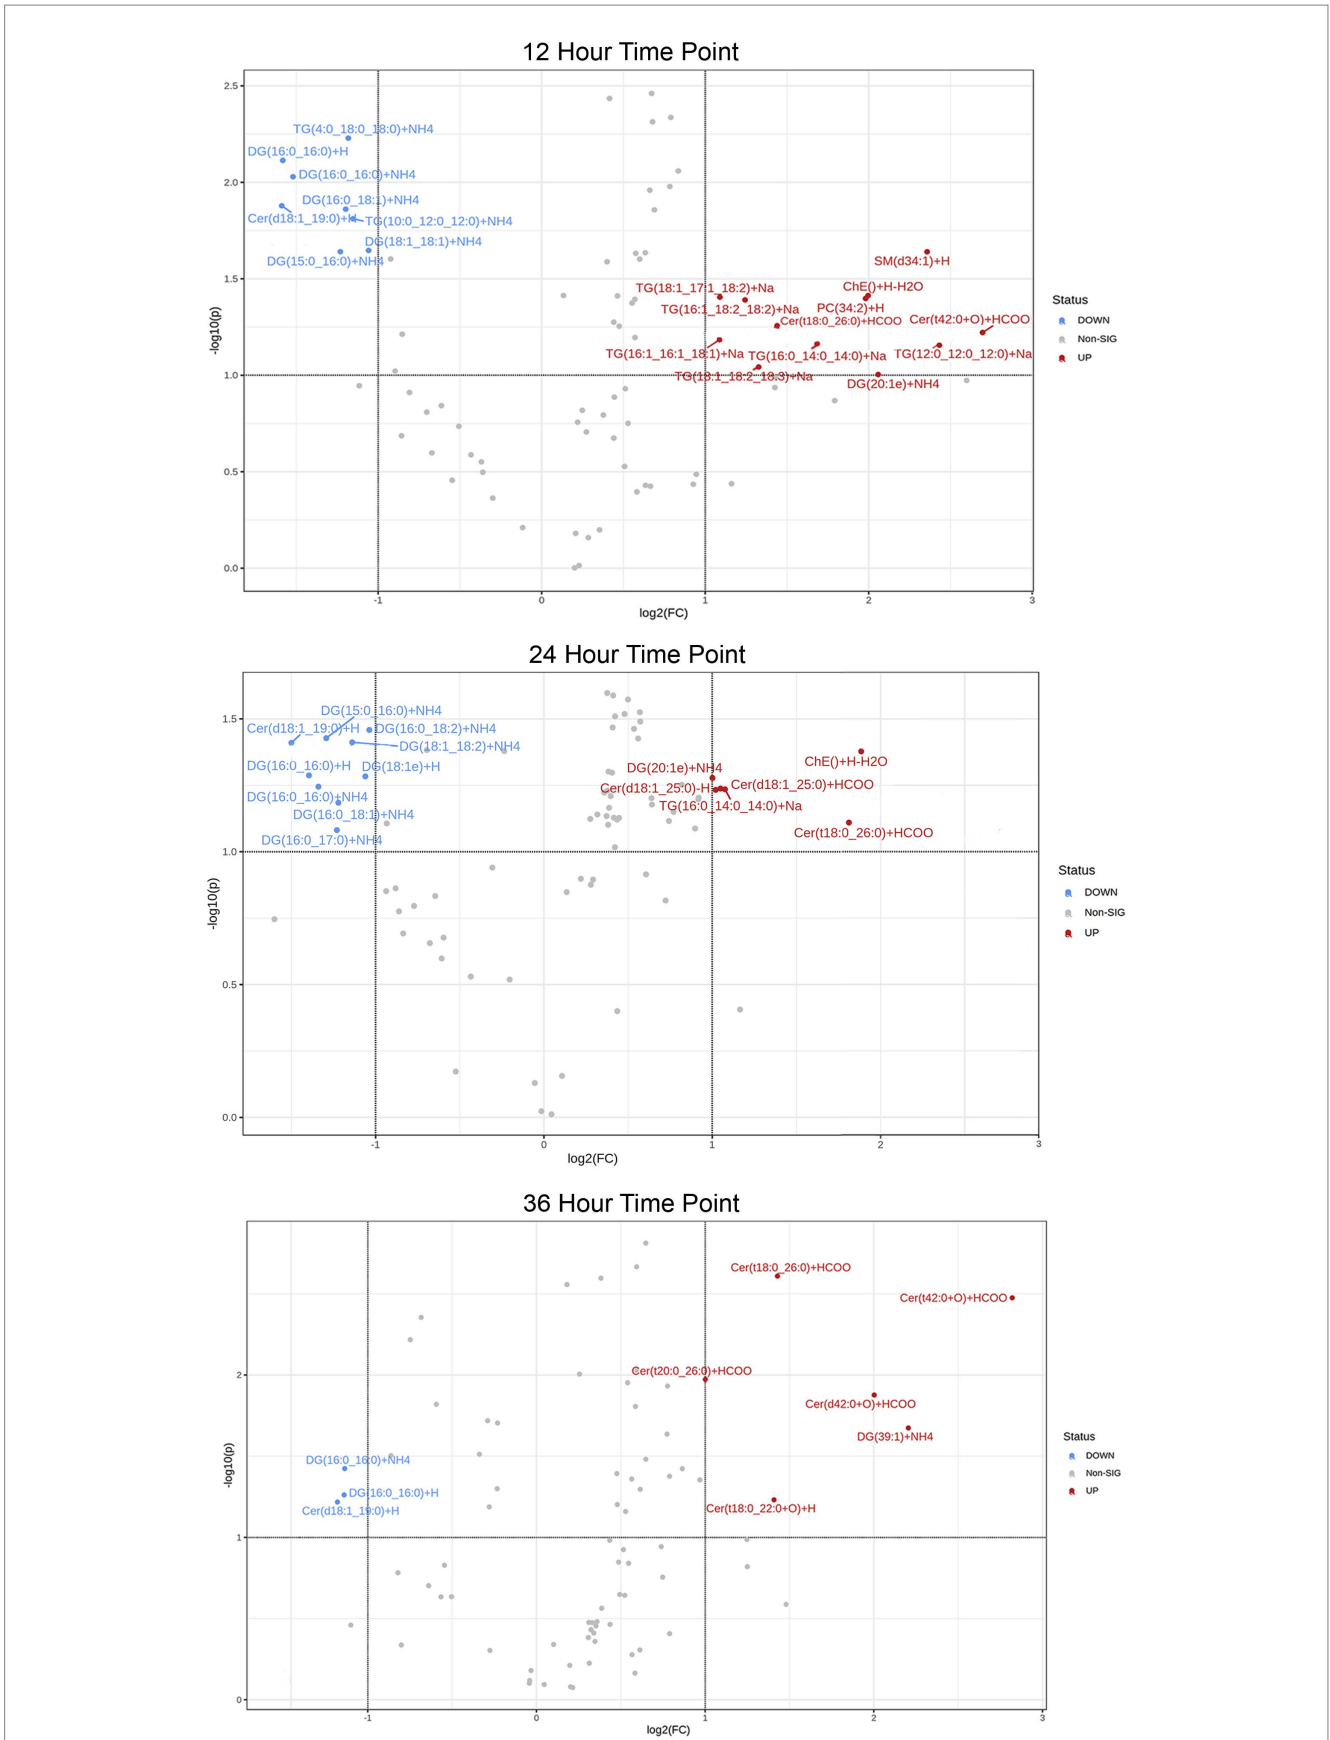 12 Hour Time Point
2.5
TG(4:0_18:0_18:0)+NH4
DG(16:0_16:0)+H
DG(16:0_16:0)+NH4
2.0
DG(16:0_18:1)+NH4
Cer(d18:1_19:0)+H
TG(10:0_12:0_12:0)+NH4
DG(18:1_18:1)+NH4
DG(15:0_16:0)+NH4
SM(d34:1)+H
1.5
TG(18:1_17:1_18:2)+Na
ChE()+H-H2O
TG(16:1_18:2_18:2)+Na
PC(34:2)+H
Cer(t18:0_26:0)+HCOO
Cer(t42:0+O)+HCOO
TG(16:1_16:1_18:1)+Na
TG(16:0_14:0_14:0)+Na
TG(12:0_12:0_12:0)+Na
TG(18:1_18:2_18:3)+Na
DG(20:1e)+NH4
1.0
0.5
0.0
-log10(p)
-1 0 1 2 3
log2(FC)
Status
DOWN
Non-SIG
UP
24 Hour Time Point
DG(15:0_16:0)+NH4
1.5
Cer(d18:1_19:0)+H
DG(16:0_18:2)+NH4
DG(18:1_18:2)+NH4
DG(16:0_16:0)+H
DG(18:1e)+H
ChE()+H-H2O
DG(20:1e)+NH4
Cer(d18:1_25:0)-H
Cer(d18:1_25:0)+HCOO
DG(16:0_16:0)+NH4
TG(16:0_14:0_14:0)+Na
DG(16:0_18:1)+NH4
Cer(t18:0_26:0)+HCOO
DG(16:0_17:0)+NH4
1.0
0.5
0.0
-log10(p)
-1 0 1 2 3
log2(FC)
Status
DOWN
Non-SIG
UP
36 Hour Time Point
Cer(t18:0_26:0)+HCOO
Cer(t42:0+O)+HCOO
2
Cer(t20:0_26:0)+HCOO
Cer(d42:0+O)+HCOO
DG(39:1)+NH4
DG(16:0_16:0)+NH4
DG(16:0_16:0)+H
Cer(d18:1_19:0)+H
Cer(t18:0_22:0+O)+H
1
0
-log10(p)
-1 0 1 2 3
log2(FC)
Status
DOWN
Non-SIG
UP